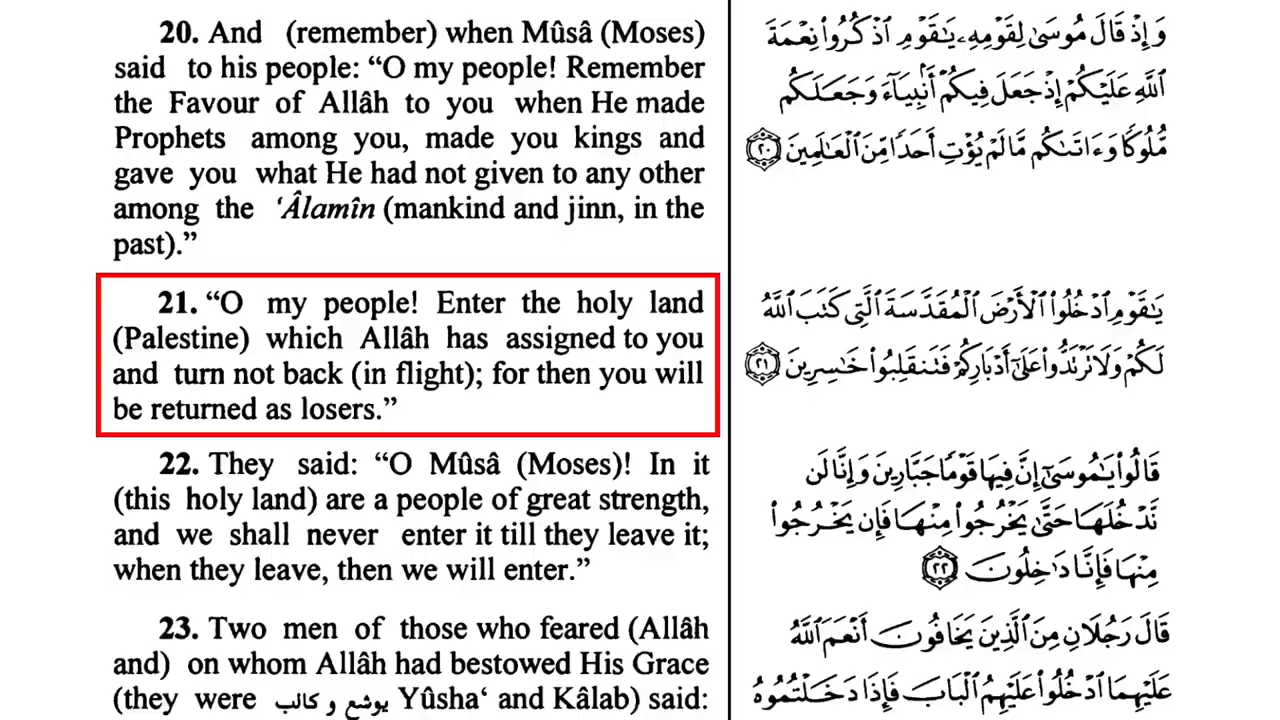 20. And (remember) when Mûsâ (Moses)
said to his people: “O my people! Remember
the Favour of Allâh to you when He made
Prophets among you, made you kings and
gave you what He had not given to any other
among the ‘Âlamîn (mankind and jinn, in the
past).”
21. “O my people! Enter the holy land
(Palestine) which Allâh has assigned to you
and turn not back (in flight); for then you will
be returned as losers.”
22. They said: “O Mûsâ (Moses)! In it
(this holy land) are a people of great strength,
and we shall never enter it till they leave it;
when they leave, then we will enter.”
23. Two men of those who feared (Allâh
and) on whom Allâh had bestowed His Grace
(they were يوشع و كالب Yûsha‘ and Kâlab) said:
وَإِذْ قَالَ مُوسَىٰ لِقَوْمِهِۦ يَٰقَوْمِ ٱذْكُرُوا۟ نِعْمَةَ
ٱللَّهِ عَلَيْكُمْ إِذْ جَعَلَ فِيكُمْ أَنۢبِيَآءَ وَجَعَلَكُم
مُّلُوكًا وَءَاتَىٰكُم مَّا لَمْ يُؤْتِ أَحَدًا مِّنَ ٱلْعَٰلَمِينَ ٢٠
يَٰقَوْمِ ٱدْخُلُوا۟ ٱلْأَرْضَ ٱلْمُقَدَّسَةَ ٱلَّتِى كَتَبَ ٱللَّهُ
لَكُمْ وَلَا تَرْتَدُّوا۟ عَلَىٰٓ أَدْبَارِكُمْ فَتَنقَلِبُوا۟ خَٰسِرِينَ ٢١
قَالُوا۟ يَٰمُوسَىٰٓ إِنَّ فِيهَا قَوْمًا جَبَّارِينَ وَإِنَّا لَن
نَّدْخُلَهَا حَتَّىٰ يَخْرُجُوا۟ مِنْهَا فَإِن يَخْرُجُوا۟
مِنْهَا فَإِنَّا دَٰخِلُونَ ٢٢
قَالَ رَجُلَانِ مِنَ ٱلَّذِينَ يَخَافُونَ أَنْعَمَ ٱللَّهُ
عَلَيْهِمَا ٱدْخُلُوا۟ عَلَيْهِمُ ٱلْبَابَ فَإِذَا دَخَلْتُمُوهُ